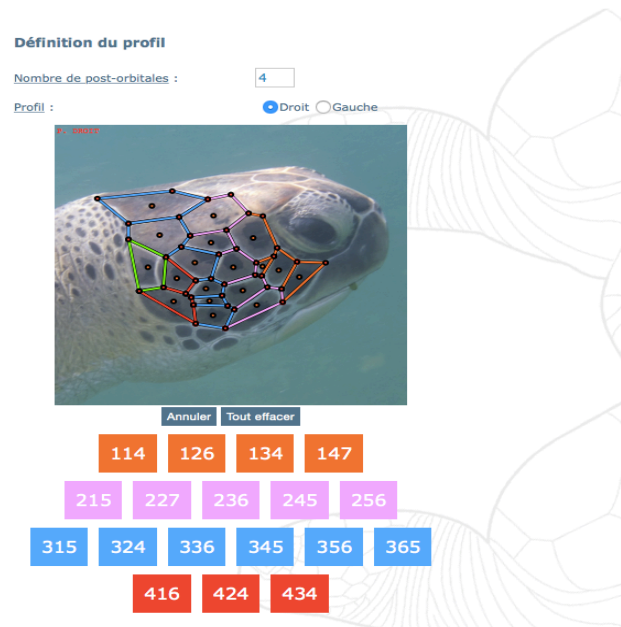 Définition du profil
Nombre de post-orbitales : 4
Profil : Droit Gauche
P. DROIT
Annuler Tout effacer
114 126 134 147
215 227 236 245 256
315 324 336 345 356 365
416 424 434